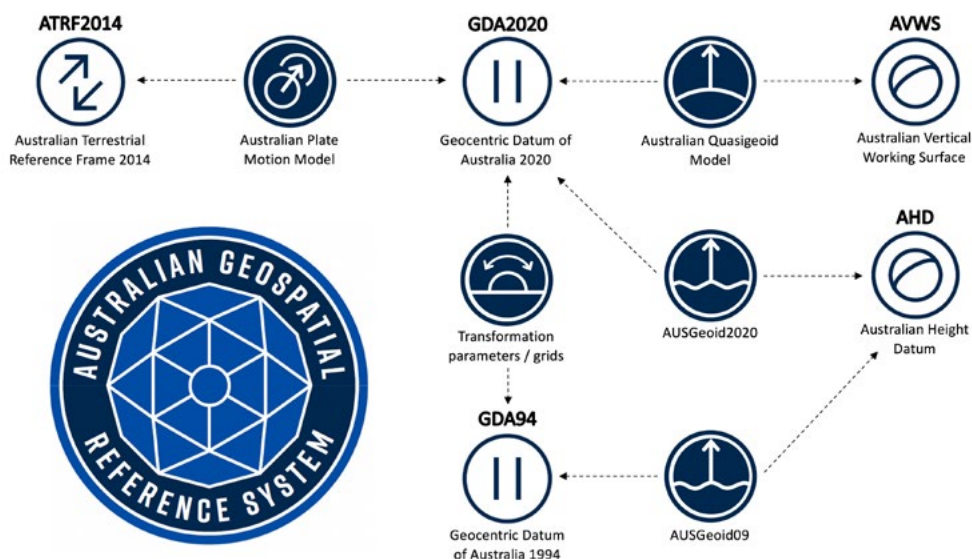 ATRF2014
GDA2020
AVWS
Australian Terrestrial
Reference Frame 2014
Australian Plate
Motion Model
Geocentric Datum of
Australia 2020
Australian Quasigeoid
Model
Australian Vertical
Working Surface
AHD
AUSTRALIAN GEOSPATIAL
REFERENCE SYSTEM
Transformation
parameters / grids
AUSGeoid2020
Australian Height
Datum
GDA94
Geocentric Datum
of Australia 1994
AUSGeoid09